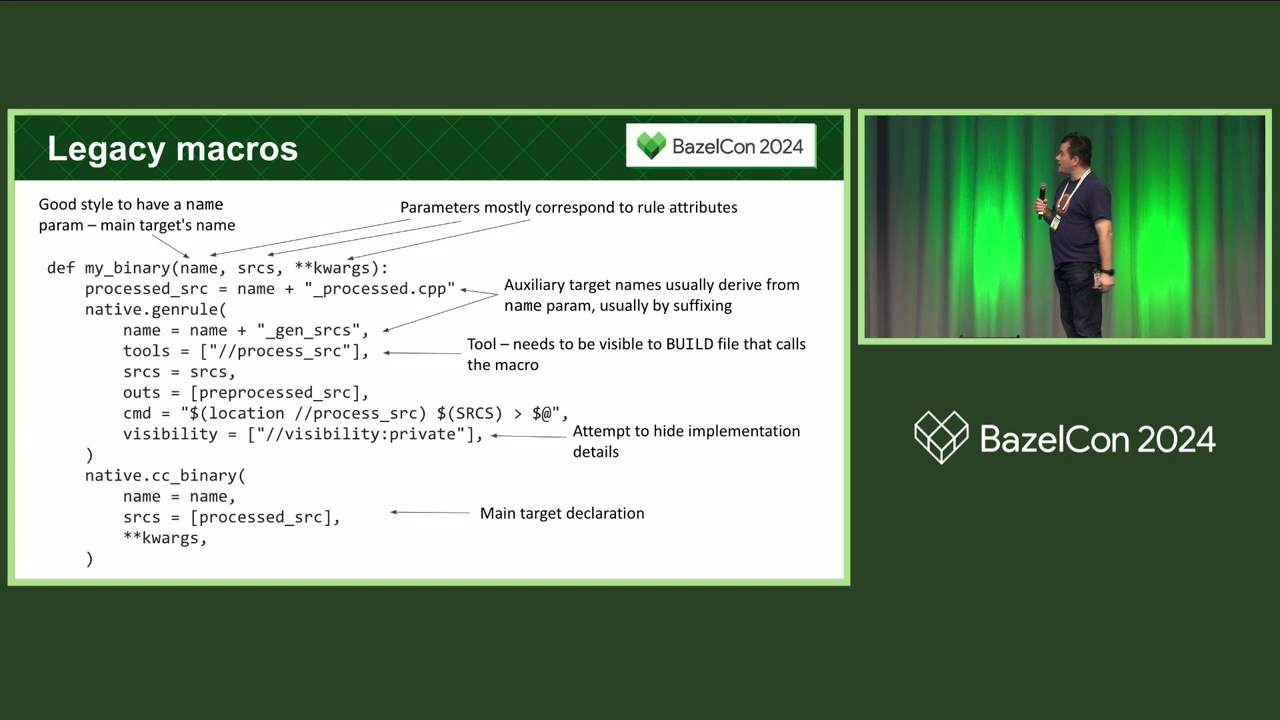 Legacy macros
BazelCon 2024
Good style to have a name
param – main target's name
Parameters mostly correspond to rule attributes
def my_binary(name, srcs, **kwargs):
processed_src = name + "_processed.cpp"
Auxiliary target names usually derive from
name param, usually by suffixing
native.genrule(
name = name + "_gen_srcs",
tools = ["//process_src"],
Tool – needs to be visible to BUILD file that calls
the macro
srcs = srcs,
outs = [preprocessed_src],
cmd = "$(location //process_src) $(SRCS) > $@",
visibility = ["//visibility:private"],
Attempt to hide implementation
details
)
native.cc_binary(
name = name,
srcs = [processed_src],
Main target declaration
**kwargs,
)
BazelCon 2024